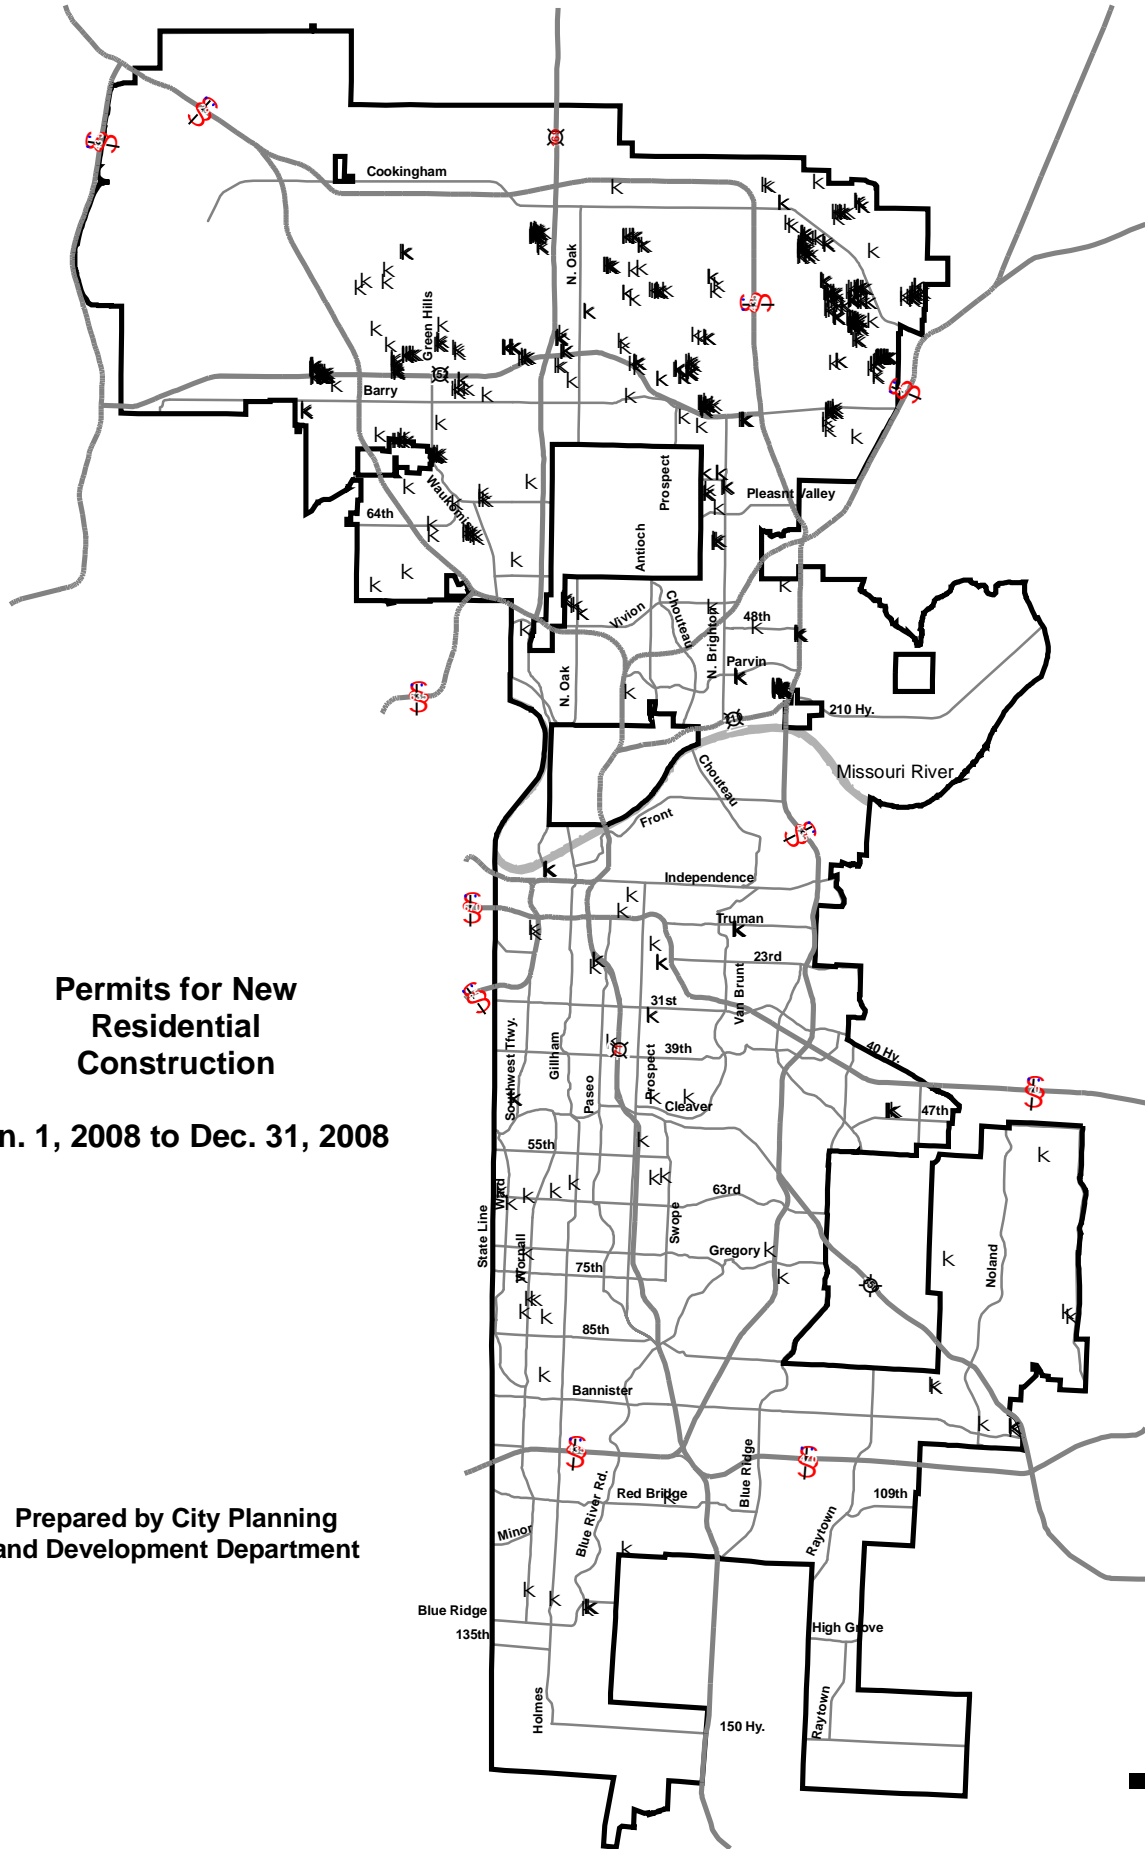 Cookingham
N. Oak
Green Hills
Barry
Prospect
Pleasnt Valley
Waukomis
64th
Antioch
Chouteau
Vivion
N. Brighton
48th
Parvin
N. Oak
210 Hy.
Missouri River
Chouteau
Front
Independence
Truman
23rd
Van Brunt
31st
Permits for New
Residential
Construction
Southwest Tfwy.
Gillham
39th
Prospect
Paseo
40 Hy.
Cleaver
47th
n. 1, 2008 to Dec. 31, 2008
55th
63rd
Ward
Swope
State Line
Wornall
Gregory
75th
Noland
85th
Bannister
Blue Ridge
Red Bridge
109th
Blue River Rd.
Raytown
Minor
Prepared by City Planning
and Development Department
Blue Ridge
135th
High Grove
Holmes
Raytown
150 Hy.